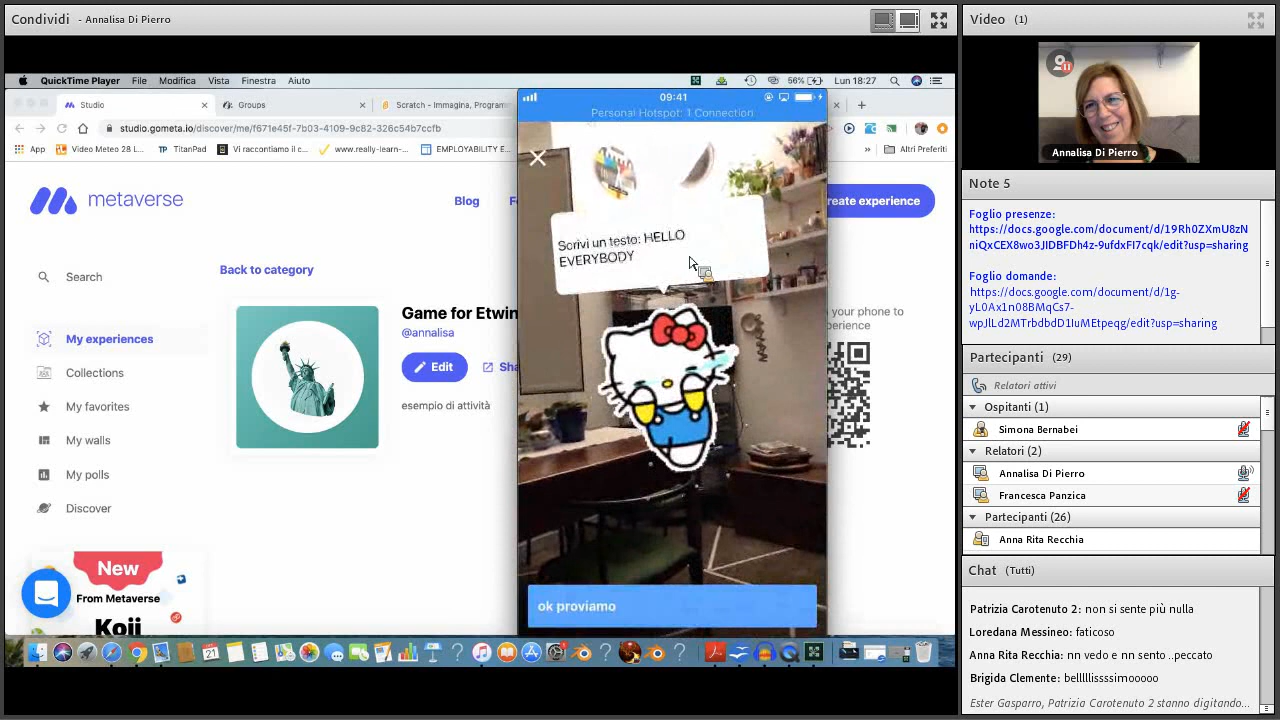 Condividi - Annalisa Di Pierro
QuickTime Player File Modifica Vista Finestra Aiuto
56% Lun 18:27
Studio
Groups
Scratch - Immagina, Program
studio.gometa.io/discover/me/f671e45f-7b03-4109-9c82-326c54b7ccfb
App
Video Meteo 28 L...
TitanPad
Vi raccontiamo il c...
www.really-learn-...
EMPLOYABILITY E
Altri Preferiti
metaverse
Blog
reate experience
Search
My experiences
Collections
My favorites
My walls
My polls
Discover
New
From Metaverse
Koji
Back to category
Game for Etwin
@annalisa
Edit
Sha
esempio di attività
your phone to
perience
09:41
Personal Hotspot: 1 Connection
Scrivi un testo: HELLO
EVERYBODY
ok proviamo
21
Video (1)
Annalisa Di Pierro
Note 5
Foglio presenze:
https://docs.google.com/document/d/19Rh0ZXmU8zN
niQxCEX8wo3JIDBFDh4z-9ufdxFI7cqk/edit?usp=sharing
Foglio domande:
https://docs.google.com/document/d/1g-
yL0Ax1n08BMqCs7-
wpJlLd2MTrbdbdD1IuMEtpeqg/edit?usp=sharing
Partecipanti (29)
Relatori attivi
Ospitanti (1)
Simona Bernabei
Relatori (2)
Annalisa Di Pierro
Francesca Panzica
Partecipanti (26)
Anna Rita Recchia
Chat (Tutti)
Patrizia Carotenuto 2: non si sente più nulla
Loredana Messineo: faticoso
Anna Rita Recchia: nn vedo e nn sento ..peccato
Brigida Clemente: belllllissssimooooo
Ester Gasparro, Patrizia Carotenuto 2 stanno digitando...